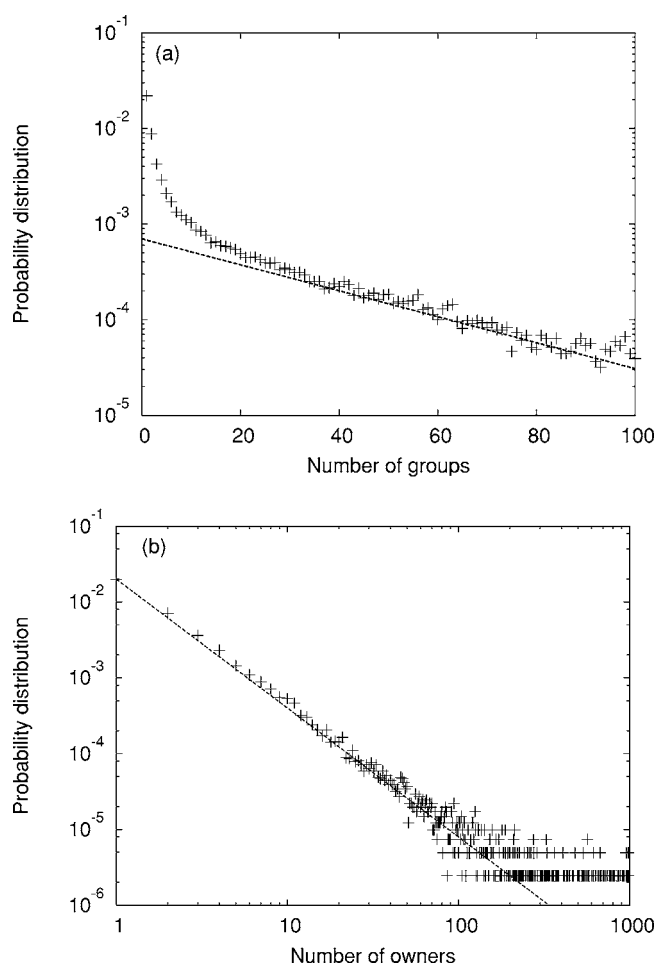 (a)
10^-1
10^-2
10^-3
10^-4
10^-5
Probability distribution
0 20 40 60 80 100
Number of groups
(b)
10^-1
10^-2
10^-3
10^-4
10^-5
10^-6
Probability distribution
1 10 100 1000
Number of owners